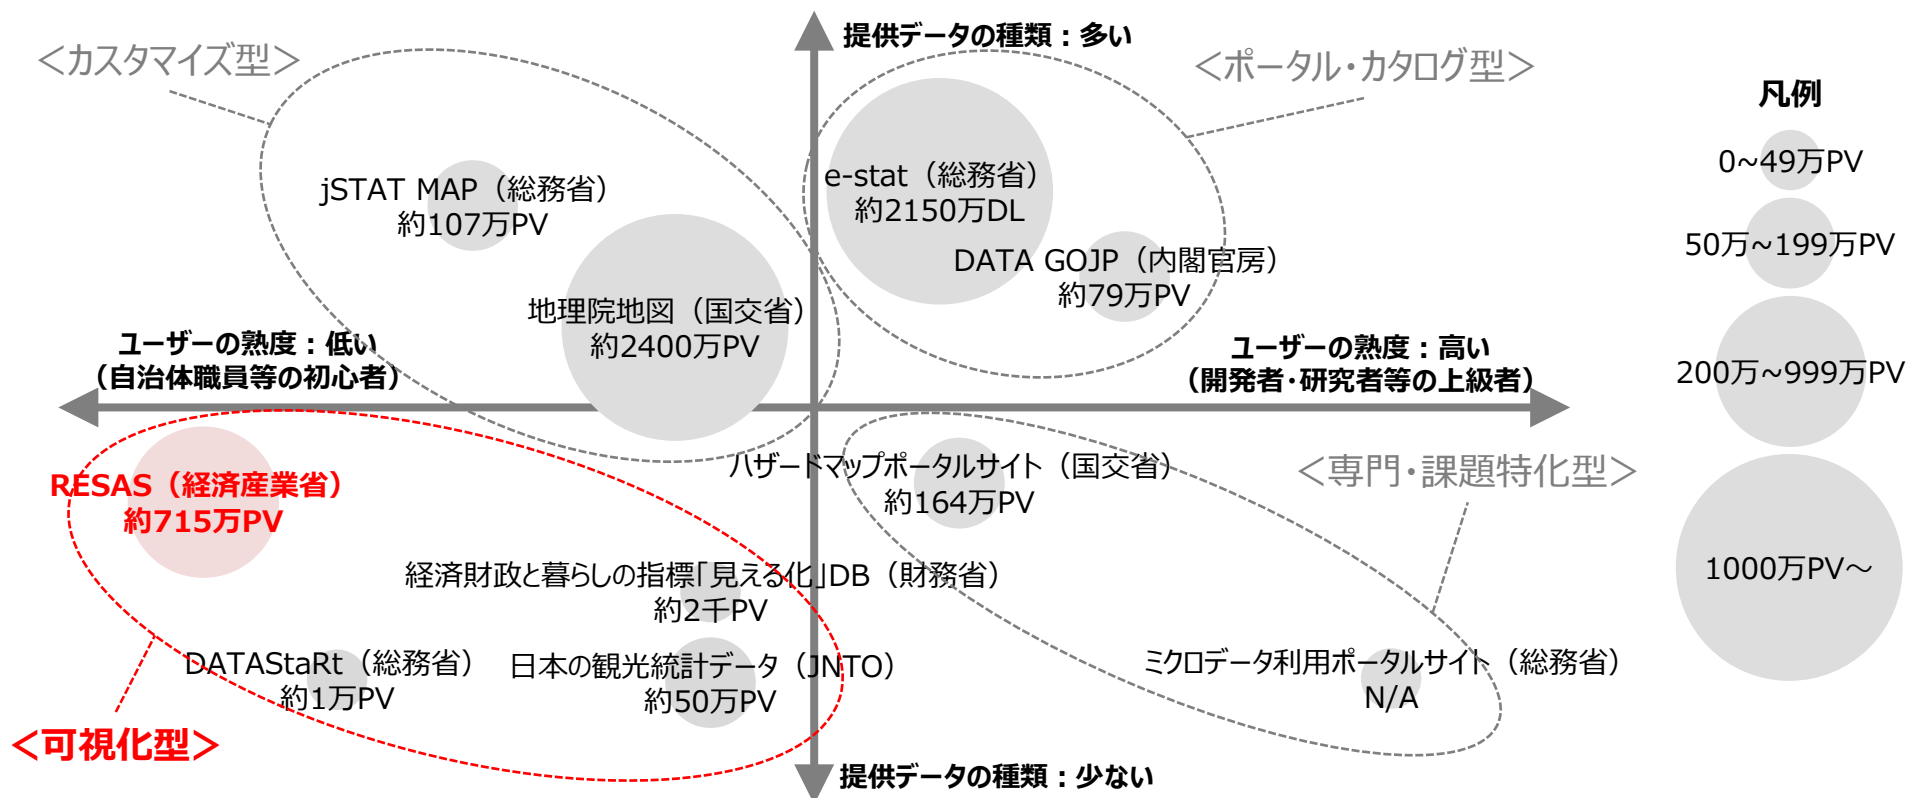 提供データの種類：多い
＜カスタマイズ型＞
＜ポータル・カタログ型＞
凡例
0~49万PV
50万~199万PV
200万~999万PV
1000万PV～
jSTAT MAP（総務省）
約107万PV
e-stat（総務省）
約2150万DL
DATA GOJP（内閣官房）
約79万PV
地理院地図（国交省）
約2400万PV
ユーザーの熟度：低い
（自治体職員等の初心者）
ユーザーの熟度：高い
（開発者・研究者等の上級者）
RESAS（経済産業省）
約715万PV
ハザードマップポータルサイト（国交省）
約164万PV
＜専門・課題特化型＞
経済財政と暮らしの指標「見える化」DB（財務省）
約2千PV
DATAStaRt（総務省）
約1万PV
日本の観光統計データ（JNTO）
約50万PV
ミクロデータ利用ポータルサイト（総務省）
N/A
＜可視化型＞
提供データの種類：少ない